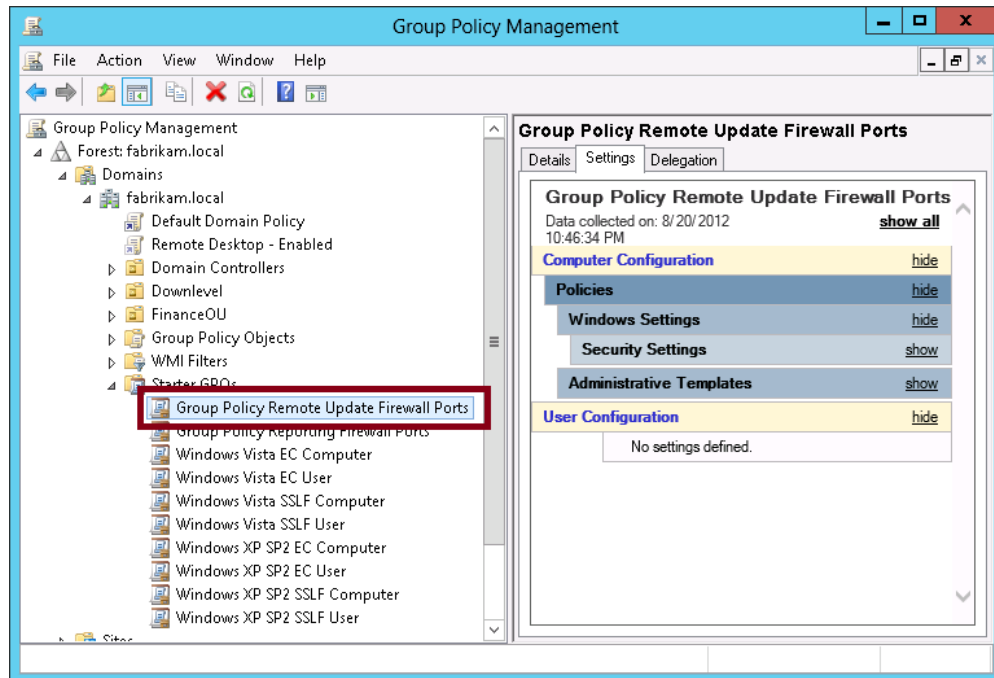 Group Policy Management
File Action View Window Help
Group Policy Management
Forest: fabrikam.local
Domains
fabrikam.local
Default Domain Policy
Remote Desktop - Enabled
Domain Controllers
Downlevel
FinanceOU
Group Policy Objects
WMI Filters
Starter GPOs
Group Policy Remote Update Firewall Ports
Group Policy Reporting Firewall Ports
Windows Vista EC Computer
Windows Vista EC User
Windows Vista SSLF Computer
Windows Vista SSLF User
Windows XP SP2 EC Computer
Windows XP SP2 EC User
Windows XP SP2 SSLF Computer
Windows XP SP2 SSLF User
Sites
Group Policy Remote Update Firewall Ports
Details Settings Delegation
Group Policy Remote Update Firewall Ports
Data collected on: 8/20/2012 show all
10:46:34 PM
Computer Configuration hide
Policies hide
Windows Settings hide
Security Settings show
Administrative Templates show
User Configuration hide
No settings defined.